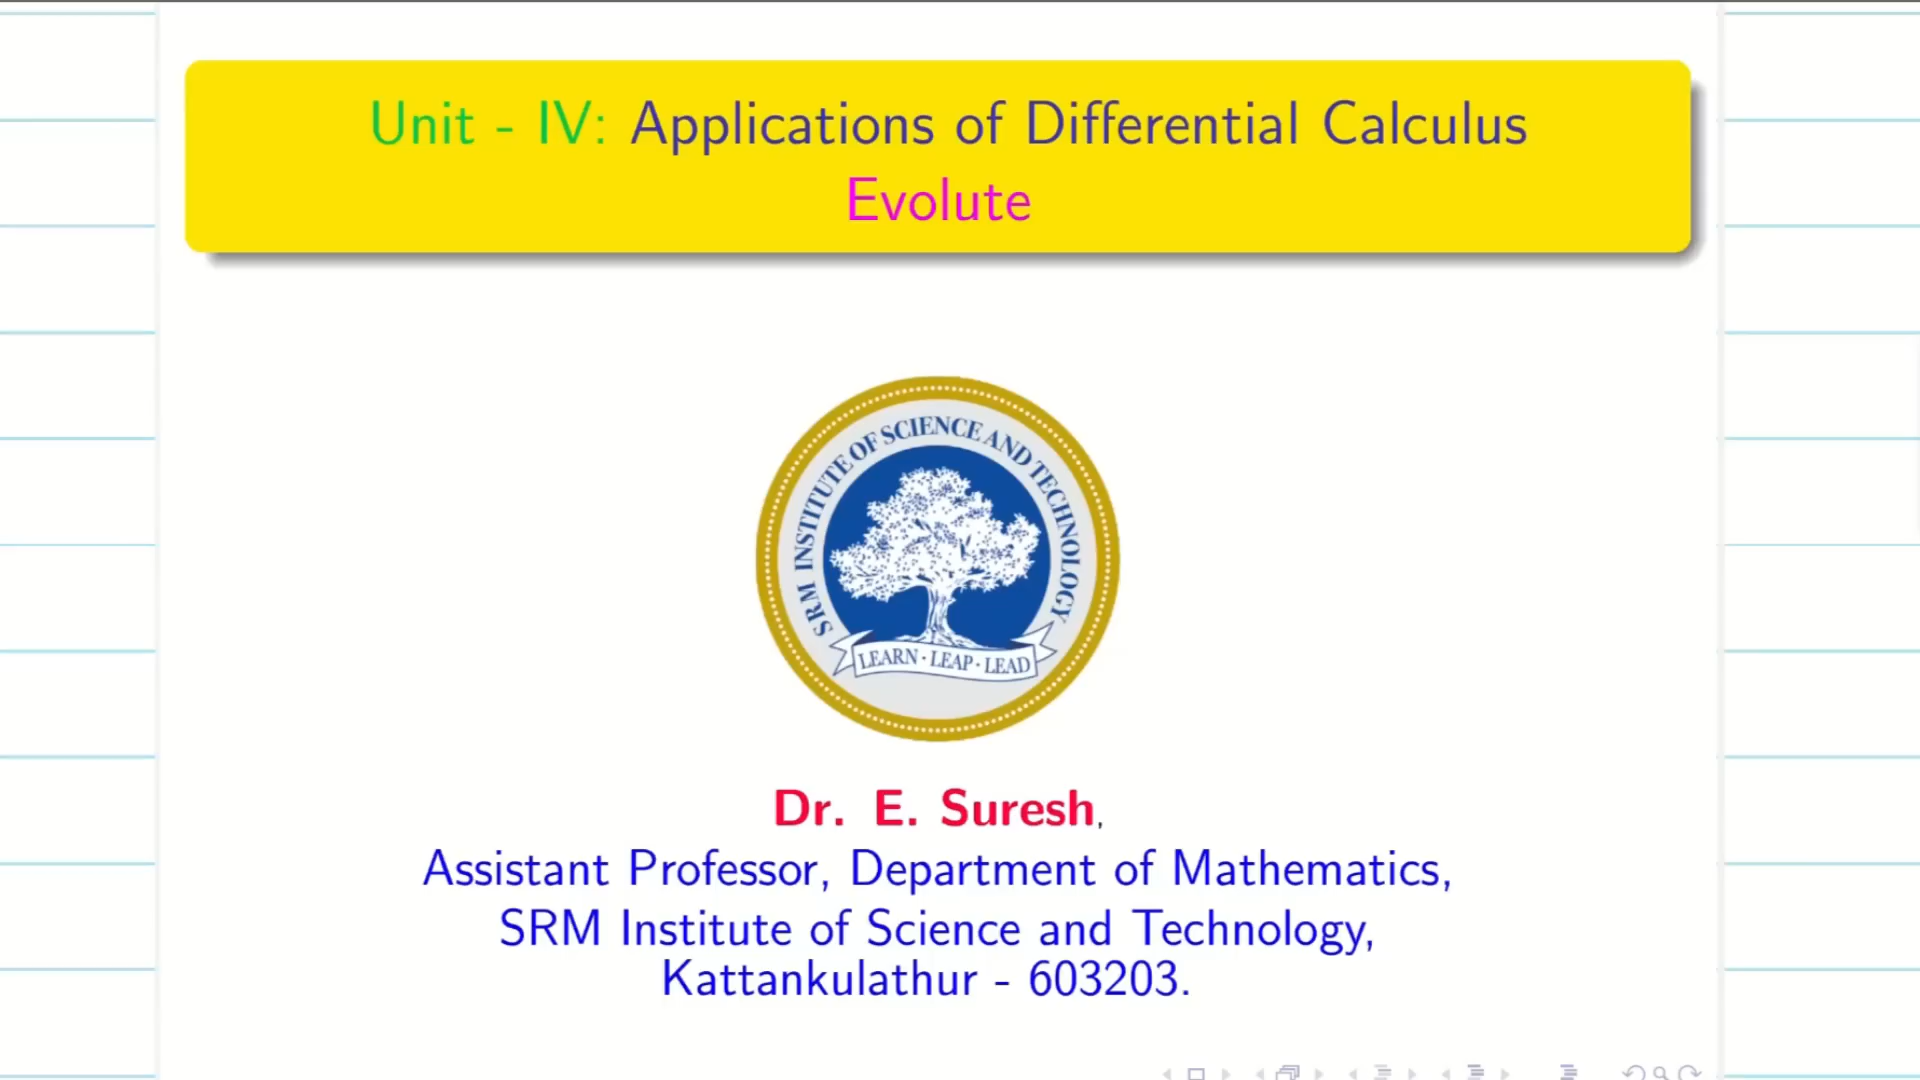 Unit - IV: Applications of Differential Calculus
Evolute
SRM INSTITUTE OF SCIENCE AND TECHNOLOGY
LEARN · LEAP · LEAD
Dr. E. Suresh,
Assistant Professor, Department of Mathematics,
SRM Institute of Science and Technology,
Kattankulathur - 603203.